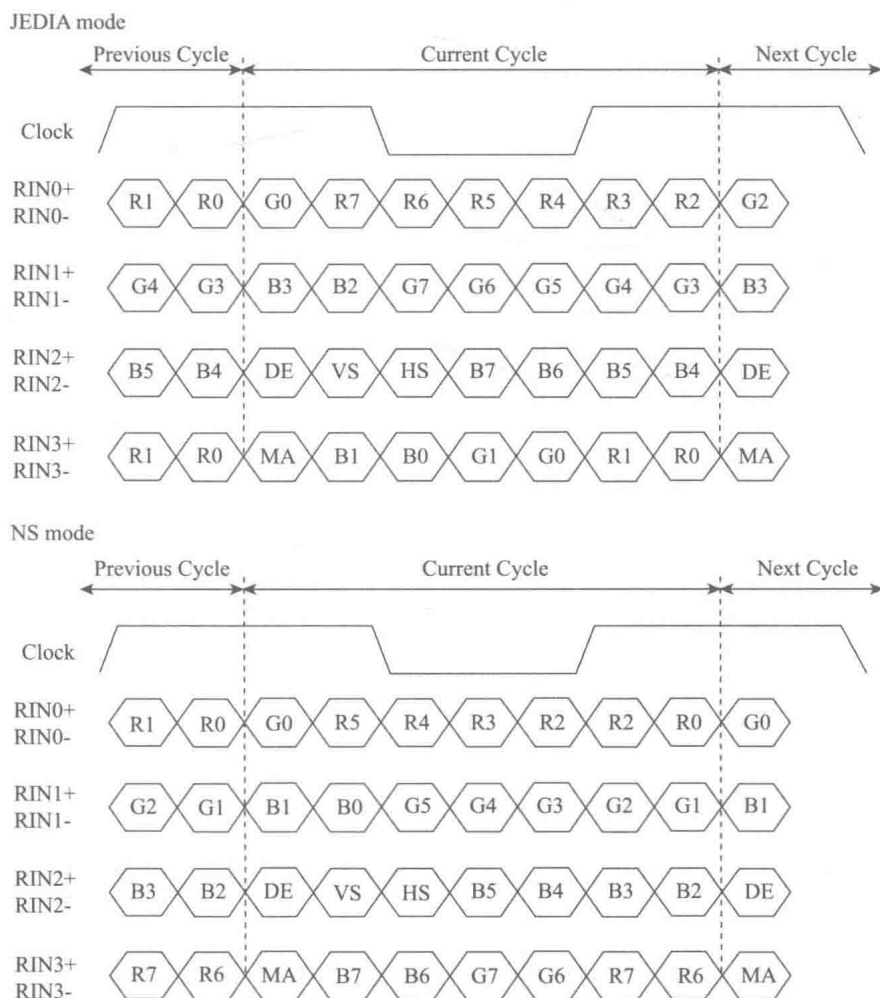 JEDIA mode
Previous Cycle Current Cycle Next Cycle
Clock
RIN0+
RIN0-
R1 R0 G0 R7 R6 R5 R4 R3 R2 G2
RIN1+
RIN1-
G4 G3 B3 B2 G7 G6 G5 G4 G3 B3
RIN2+
RIN2-
B5 B4 DE VS HS B7 B6 B5 B4 DE
RIN3+
RIN3-
R1 R0 MA B1 B0 G1 G0 R1 R0 MA
NS mode
Previous Cycle Current Cycle Next Cycle
Clock
RIN0+
RIN0-
R1 R0 G0 R5 R4 R3 R2 R2 R0 G0
RIN1+
RIN1-
G2 G1 B1 B0 G5 G4 G3 G2 G1 B1
RIN2+
RIN2-
B3 B2 DE VS HS B5 B4 B3 B2 DE
RIN3+
RIN3-
R7 R6 MA B7 B6 G7 G6 R7 R6 MA